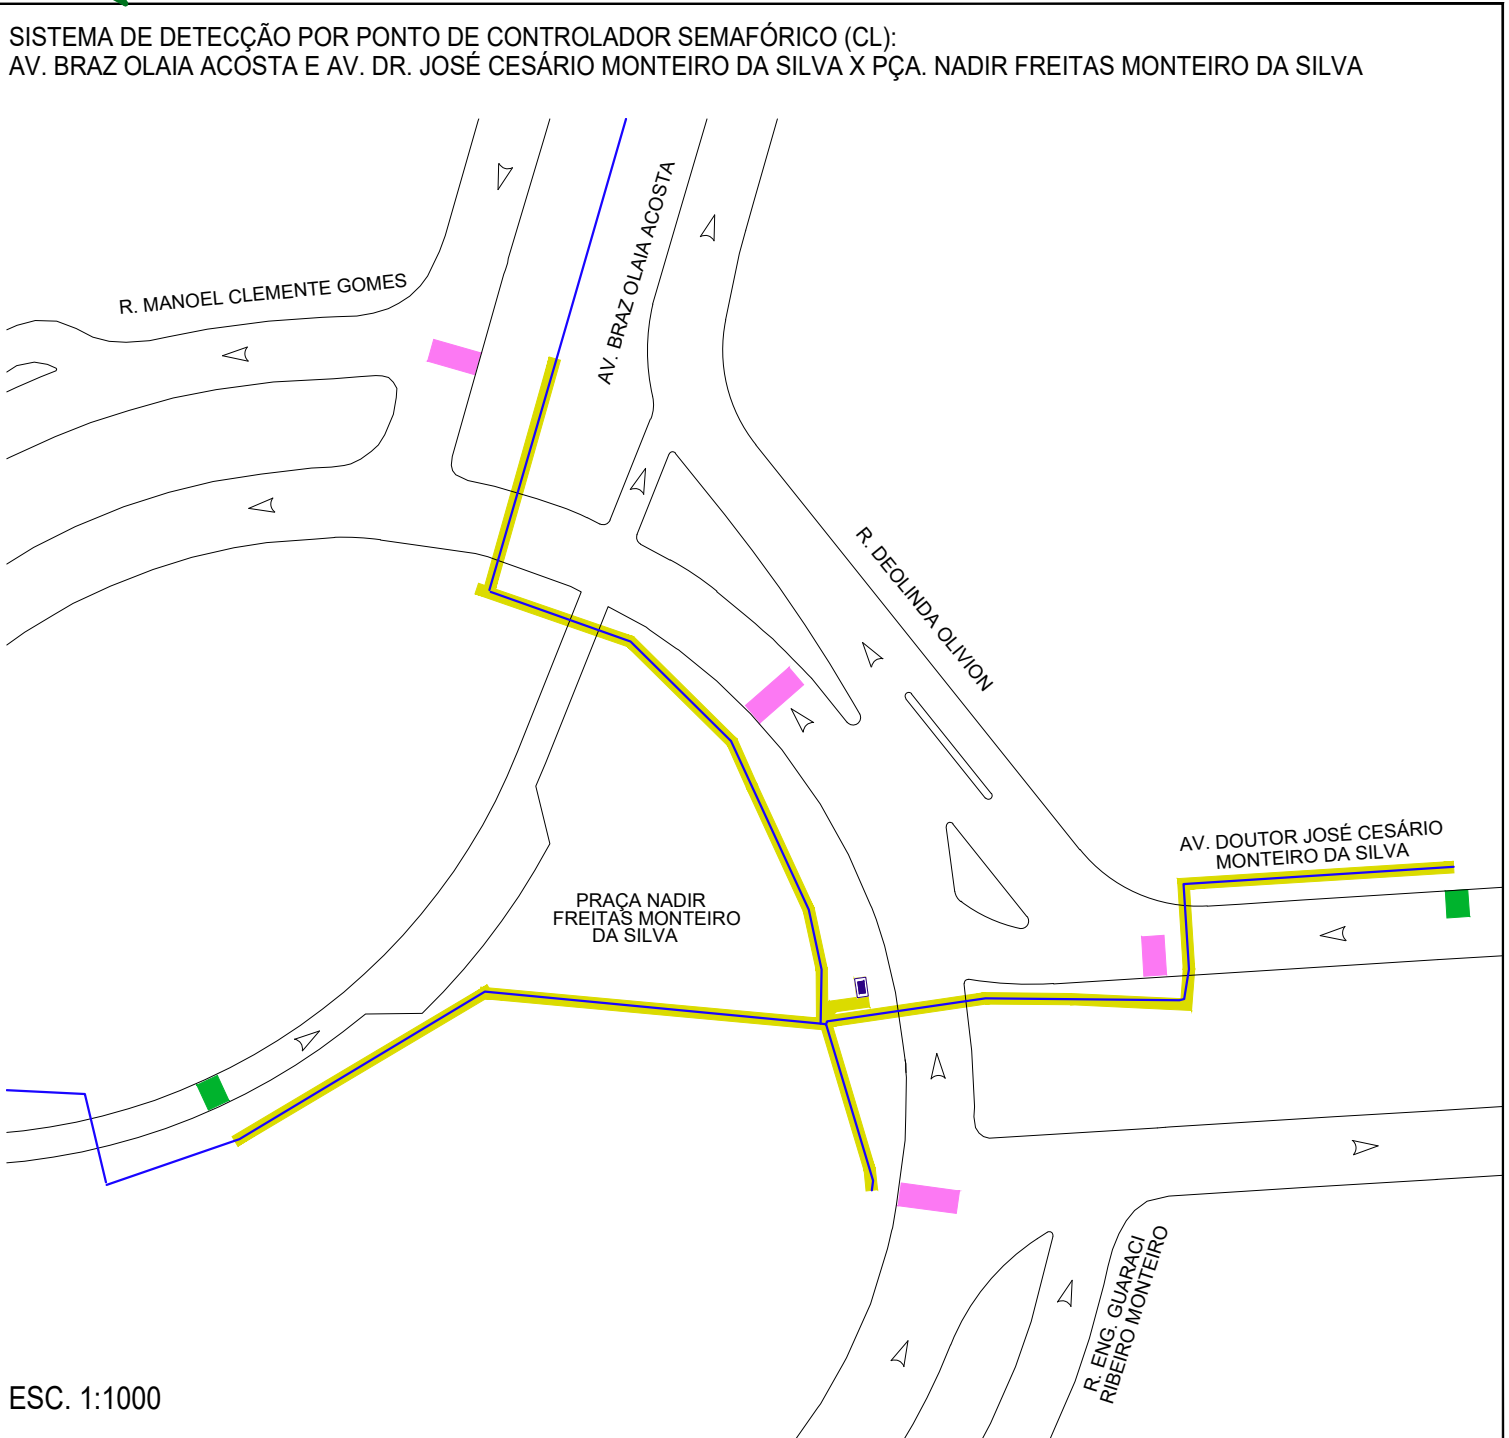 SISTEMA DE DETECÇÃO POR PONTO DE CONTROLADOR SEMAFÓRICO (CL):
AV. BRAZ OLAIA ACOSTA E AV. DR. JOSÉ CESÁRIO MONTEIRO DA SILVA X PÇA. NADIR FREITAS MONTEIRO DA SILVA
AV. BRAZ OLAIA ACOSTA
R. MANOEL CLEMENTE GOMES
R. DEOLINDA OLIVION
AV. DOUTOR JOSÉ CESÁRIO
MONTEIRO DA SILVA
PRAÇA NADIR
FREITAS MONTEIRO
DA SILVA
R. ENG. GUARACI
RIBEIRO MONTEIRO
ESC. 1:1000